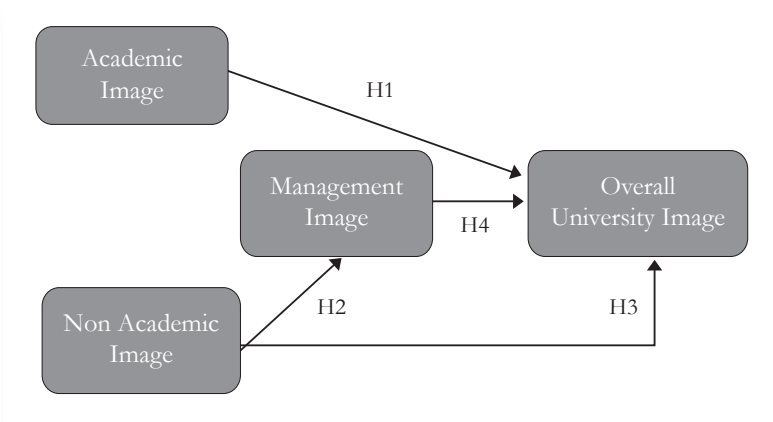 Academic
Image
H1
Management
Image
Overall
University Image
H4
H2
H3
Non Academic
Image